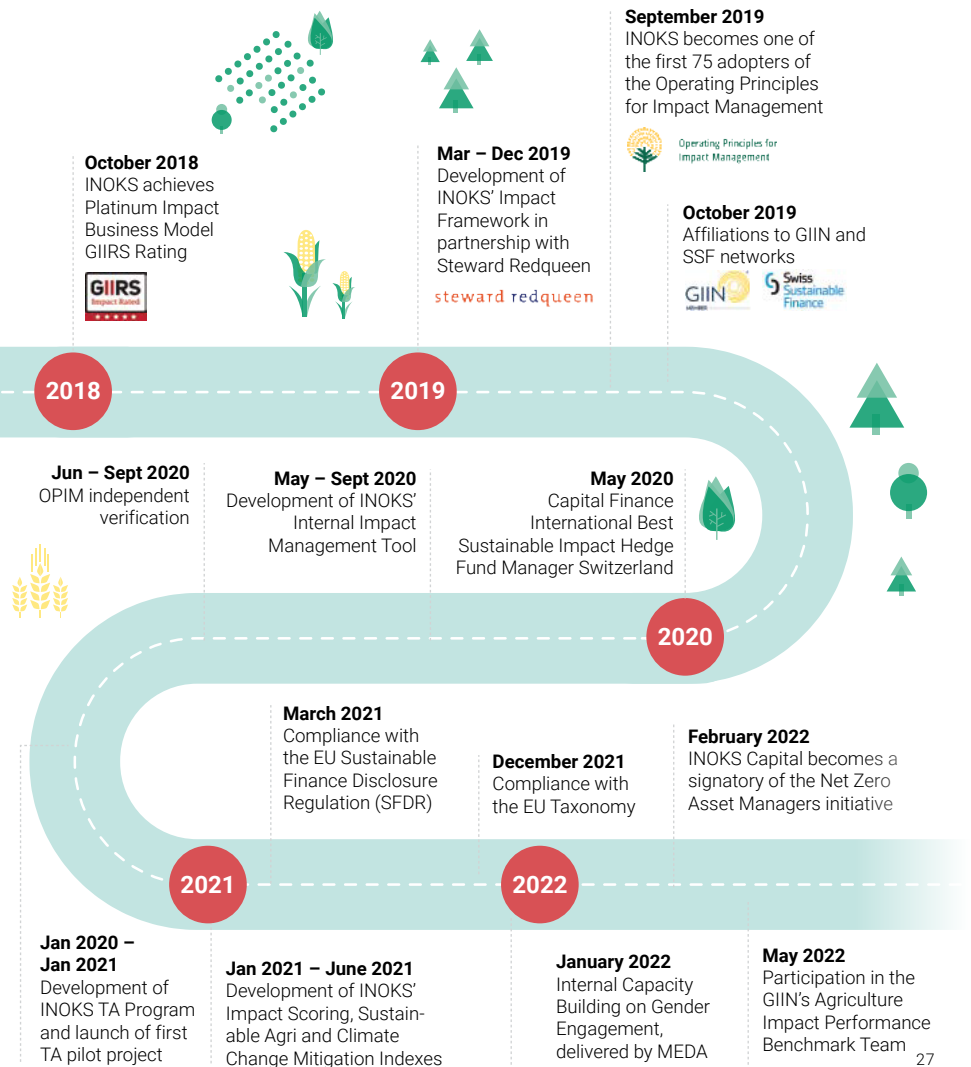 September 2019
INOKS becomes one of
the first 75 adopters of
the Operating Principles
for Impact Management
Operating Principles for
Impact Management
October 2018
INOKS achieves
Platinum Impact
Business Model
GIIRS Rating
GIIRS
Impact Rated
Mar – Dec 2019
Development of
INOKS’ Impact
Framework in
partnership with
Steward Redqueen
steward redqueen
October 2019
Affiliations to GIIN and
SSF networks
GIIN
MEMBER
Swiss
Sustainable
Finance
2018
2019
Jun – Sept 2020
OPIM independent
verification
May – Sept 2020
Development of INOKS’
Internal Impact
Management Tool
May 2020
Capital Finance
International Best
Sustainable Impact Hedge
Fund Manager Switzerland
2020
March 2021
Compliance with
the EU Sustainable
Finance Disclosure
Regulation (SFDR)
December 2021
Compliance with
the EU Taxonomy
February 2022
INOKS Capital becomes a
signatory of the Net Zero
Asset Managers initiative
2021
2022
Jan 2020 –
Jan 2021
Development of
INOKS TA Program
and launch of first
TA pilot project
Jan 2021 – June 2021
Development of INOKS’
Impact Scoring, Sustain-
able Agri and Climate
Change Mitigation Indexes
January 2022
Internal Capacity
Building on Gender
Engagement,
delivered by MEDA
May 2022
Participation in the
GIIN’s Agriculture
Impact Performance
Benchmark Team
27